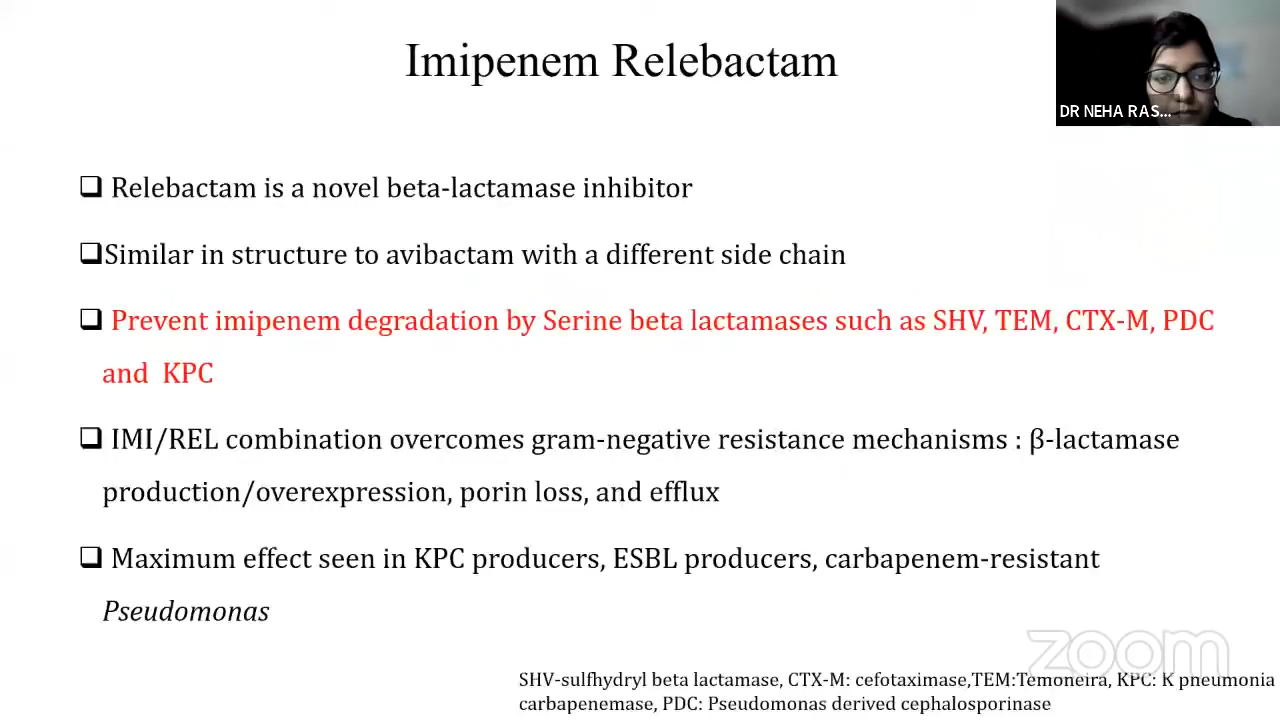 Imipenem Relebactam
DR NEHA RAS...
❑ Relebactam is a novel beta-lactamase inhibitor
❑Similar in structure to avibactam with a different side chain
❑ Prevent imipenem degradation by Serine beta lactamases such as SHV, TEM, CTX-M, PDC
and KPC
❑ IMI/REL combination overcomes gram-negative resistance mechanisms : β-lactamase
production/overexpression, porin loss, and efflux
❑ Maximum effect seen in KPC producers, ESBL producers, carbapenem-resistant
Pseudomonas
zoom
SHV-sulfhydryl beta lactamase, CTX-M: cefotaximase,TEM:Temoneira, KPC: K pneumonia
carbapenemase, PDC: Pseudomonas derived cephalosporinase